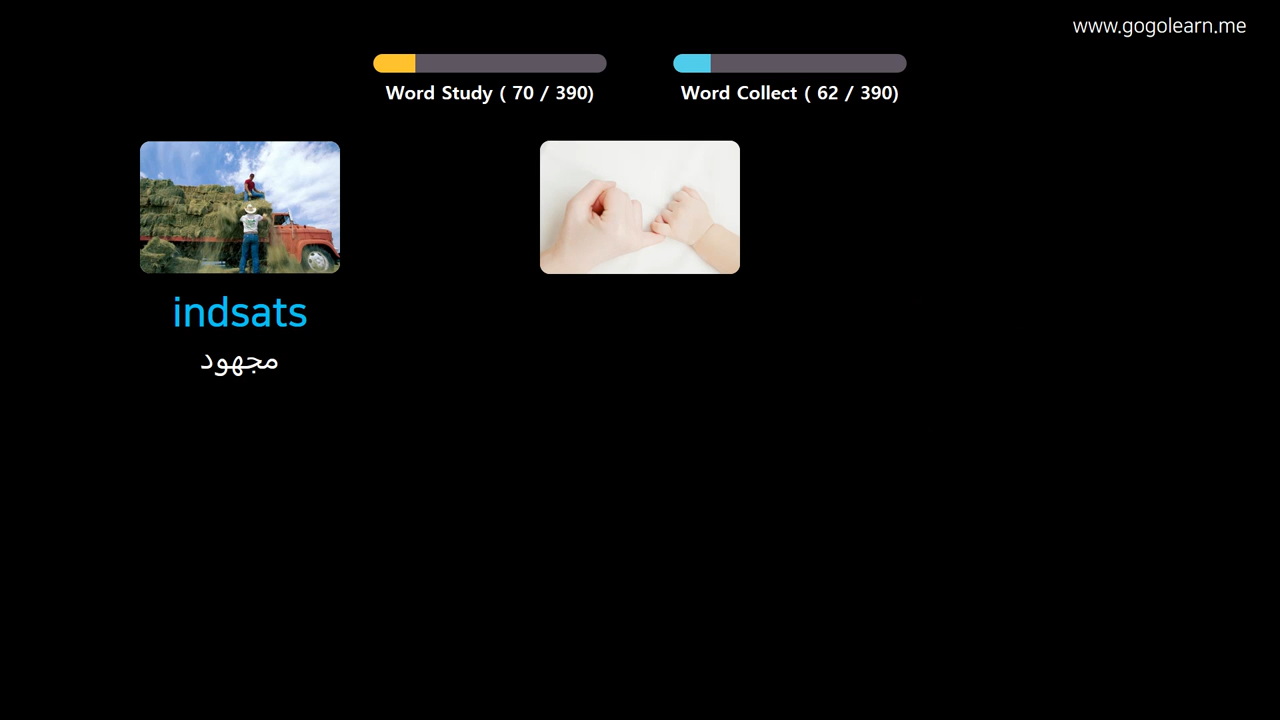 www.gogolearn.me
Word Study ( 70 / 390)
Word Collect ( 62 / 390)
indsats
مجهود